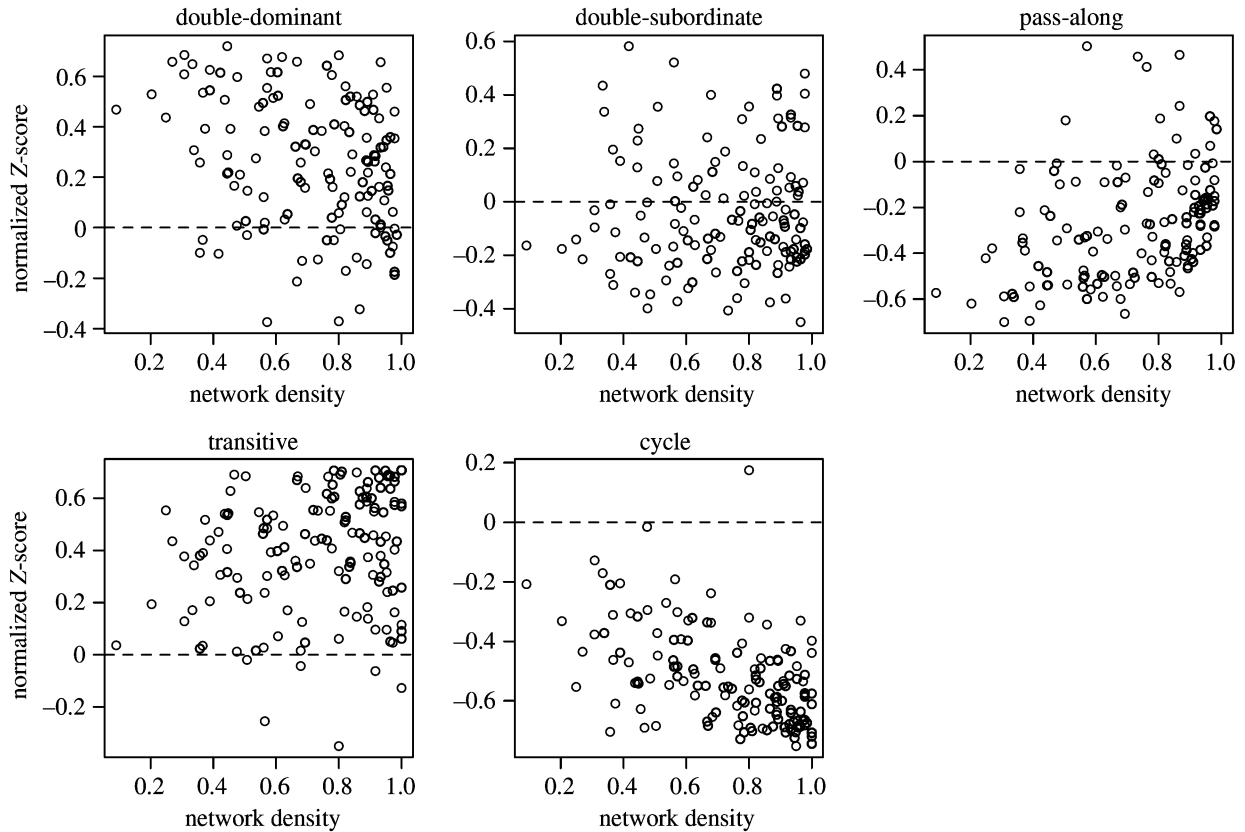 double-dominant
double-subordinate
pass-along
normalized Z-score
0.6
0.4
0.2
0
–0.2
–0.4
0.2 0.4 0.6 0.8 1.0
network density
0.6
0.4
0.2
0
–0.2
–0.4
0.2 0.4 0.6 0.8 1.0
network density
0.4
0.2
0
–0.2
–0.4
–0.6
0.2 0.4 0.6 0.8 1.0
network density
transitive
cycle
normalized Z-score
0.6
0.4
0.2
0
–0.2
0.2 0.4 0.6 0.8 1.0
network density
0.2
0
–0.2
–0.4
–0.6
0.2 0.4 0.6 0.8 1.0
network density